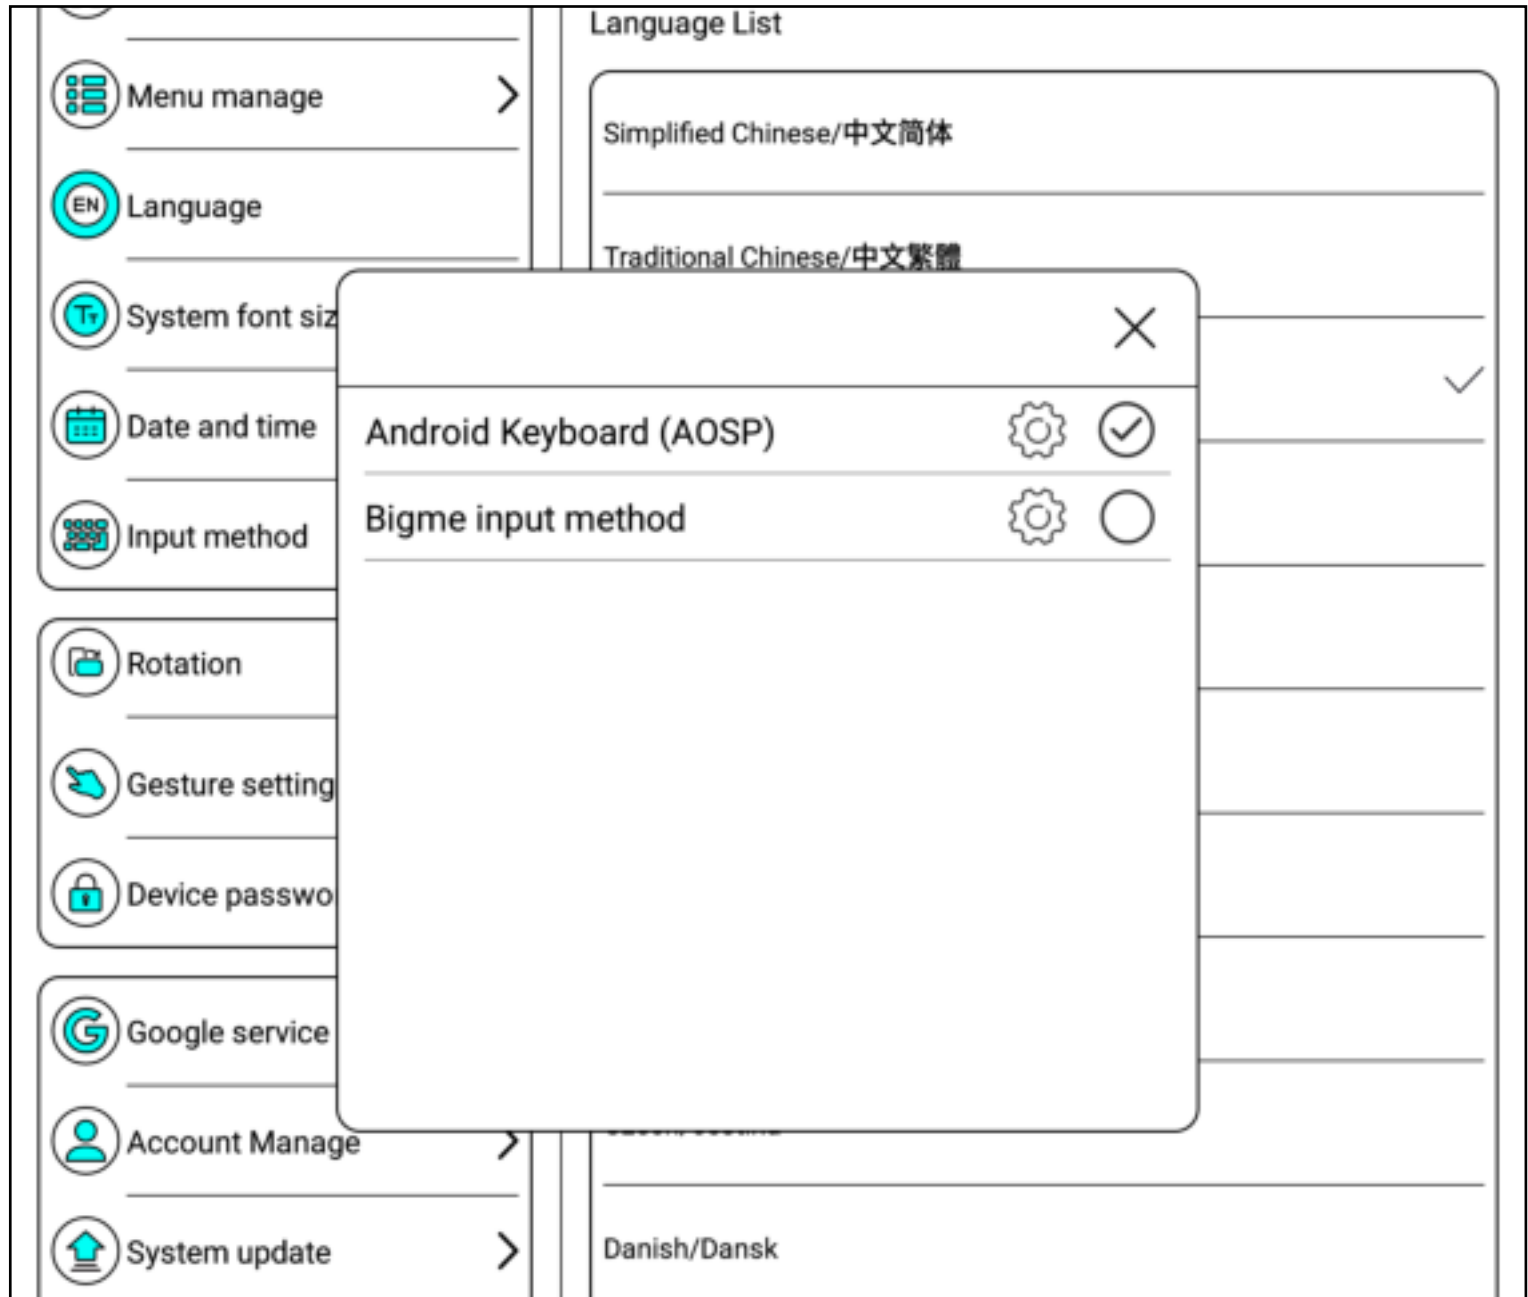 Language List
Menu manage
Simplified Chinese/中文简体
EN
Language
Traditional Chinese/中文繁體
System font siz
Date and time
Input method
Android Keyboard (AOSP)
Bigme input method
Rotation
Gesture setting
Device passwo
Google service
Account Manage
System update
Danish/Dansk